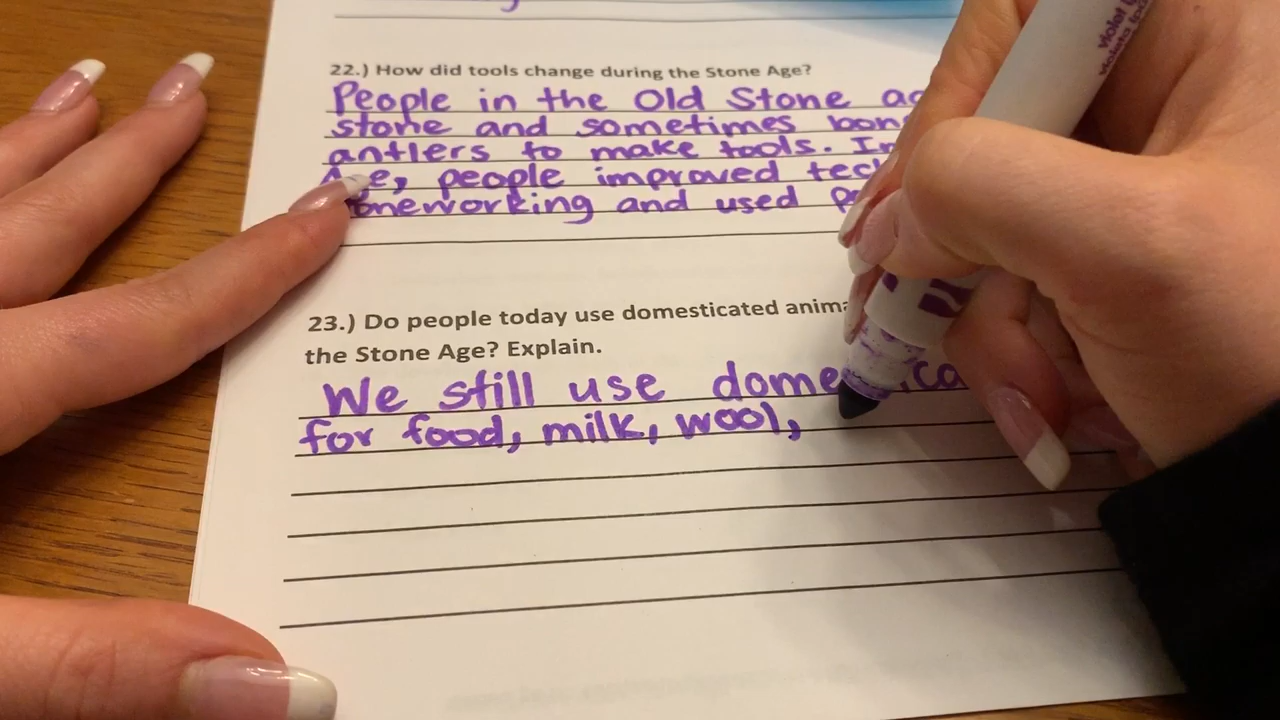 22.) How did tools change during the Stone Age?
People in the Old Stone
stone and sometimes
antlers to make tools.
people improved
and used
23.) Do people today use domesticated
the Stone Age? Explain.
We still use
for food, milk, wool,
violet
violeta